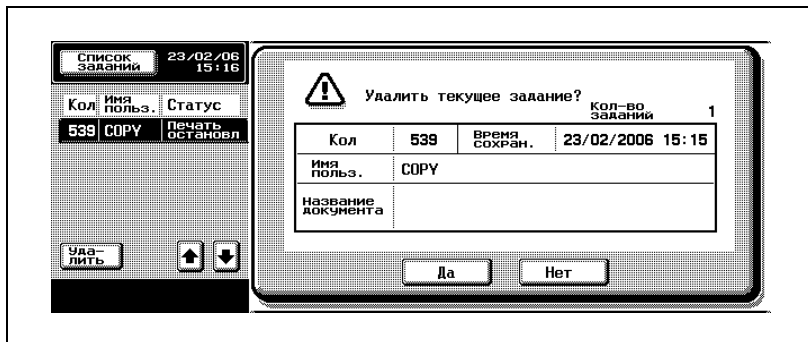 Список заданий
23/02/06
15:16
Кол Имя польз. Статус
539 COPY Печать остановл
Уда-
лить
Удалить текущее задание?
Кол-во заданий 1
Кол 539 Время сохран. 23/02/2006 15:15
Имя польз. COPY
Название документа
Да Нет